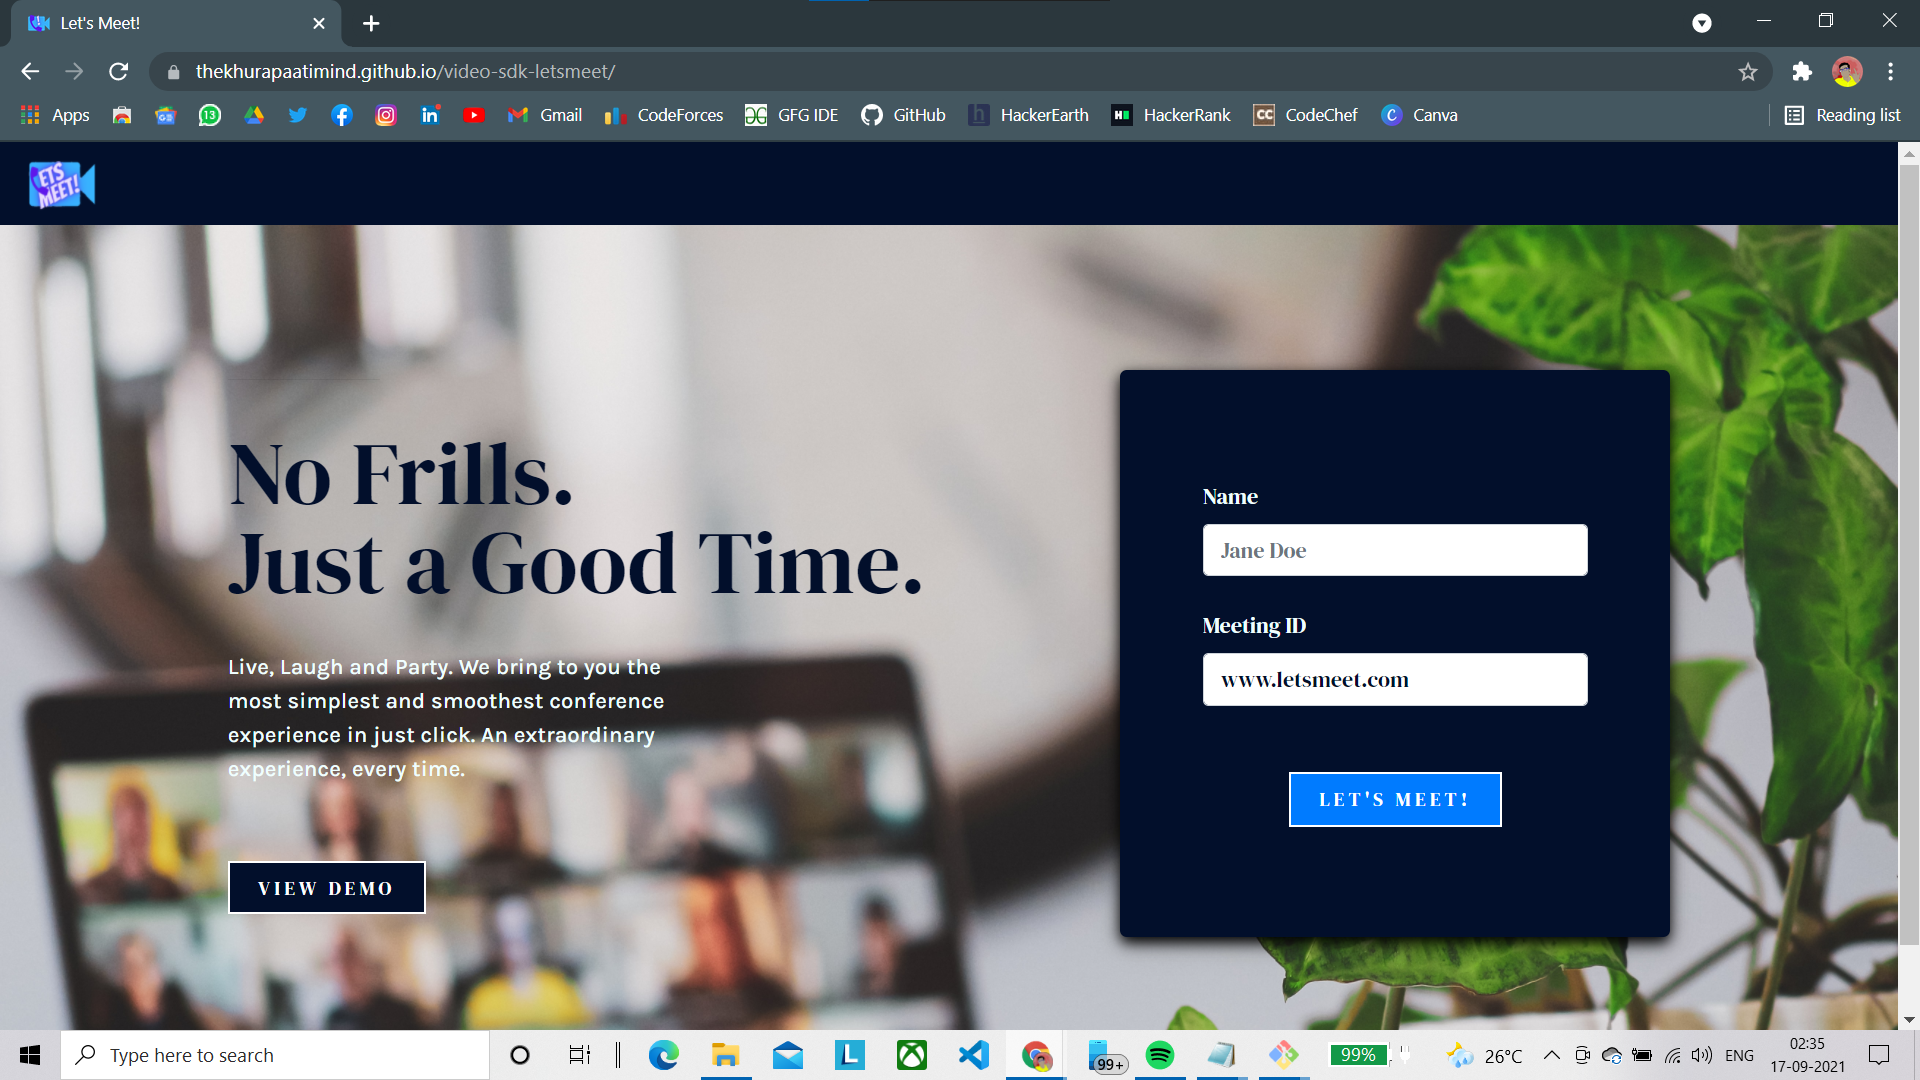 Let's Meet!
thekhurapaatimind.github.io/video-sdk-letsmeet/
Apps
13
Gmail
CodeForces
GFG IDE
GitHub
HackerEarth
HackerRank
CodeChef
Canva
Reading list
LETS
MEET!
No Frills.
Just a Good Time.
Live, Laugh and Party. We bring to you the
most simplest and smoothest conference
experience in just click. An extraordinary
experience, every time.
VIEW DEMO
Name
Jane Doe
Meeting ID
www.letsmeet.com
LET'S MEET!
Type here to search
99+
99%
26°C
ENG
02:35
17-09-2021